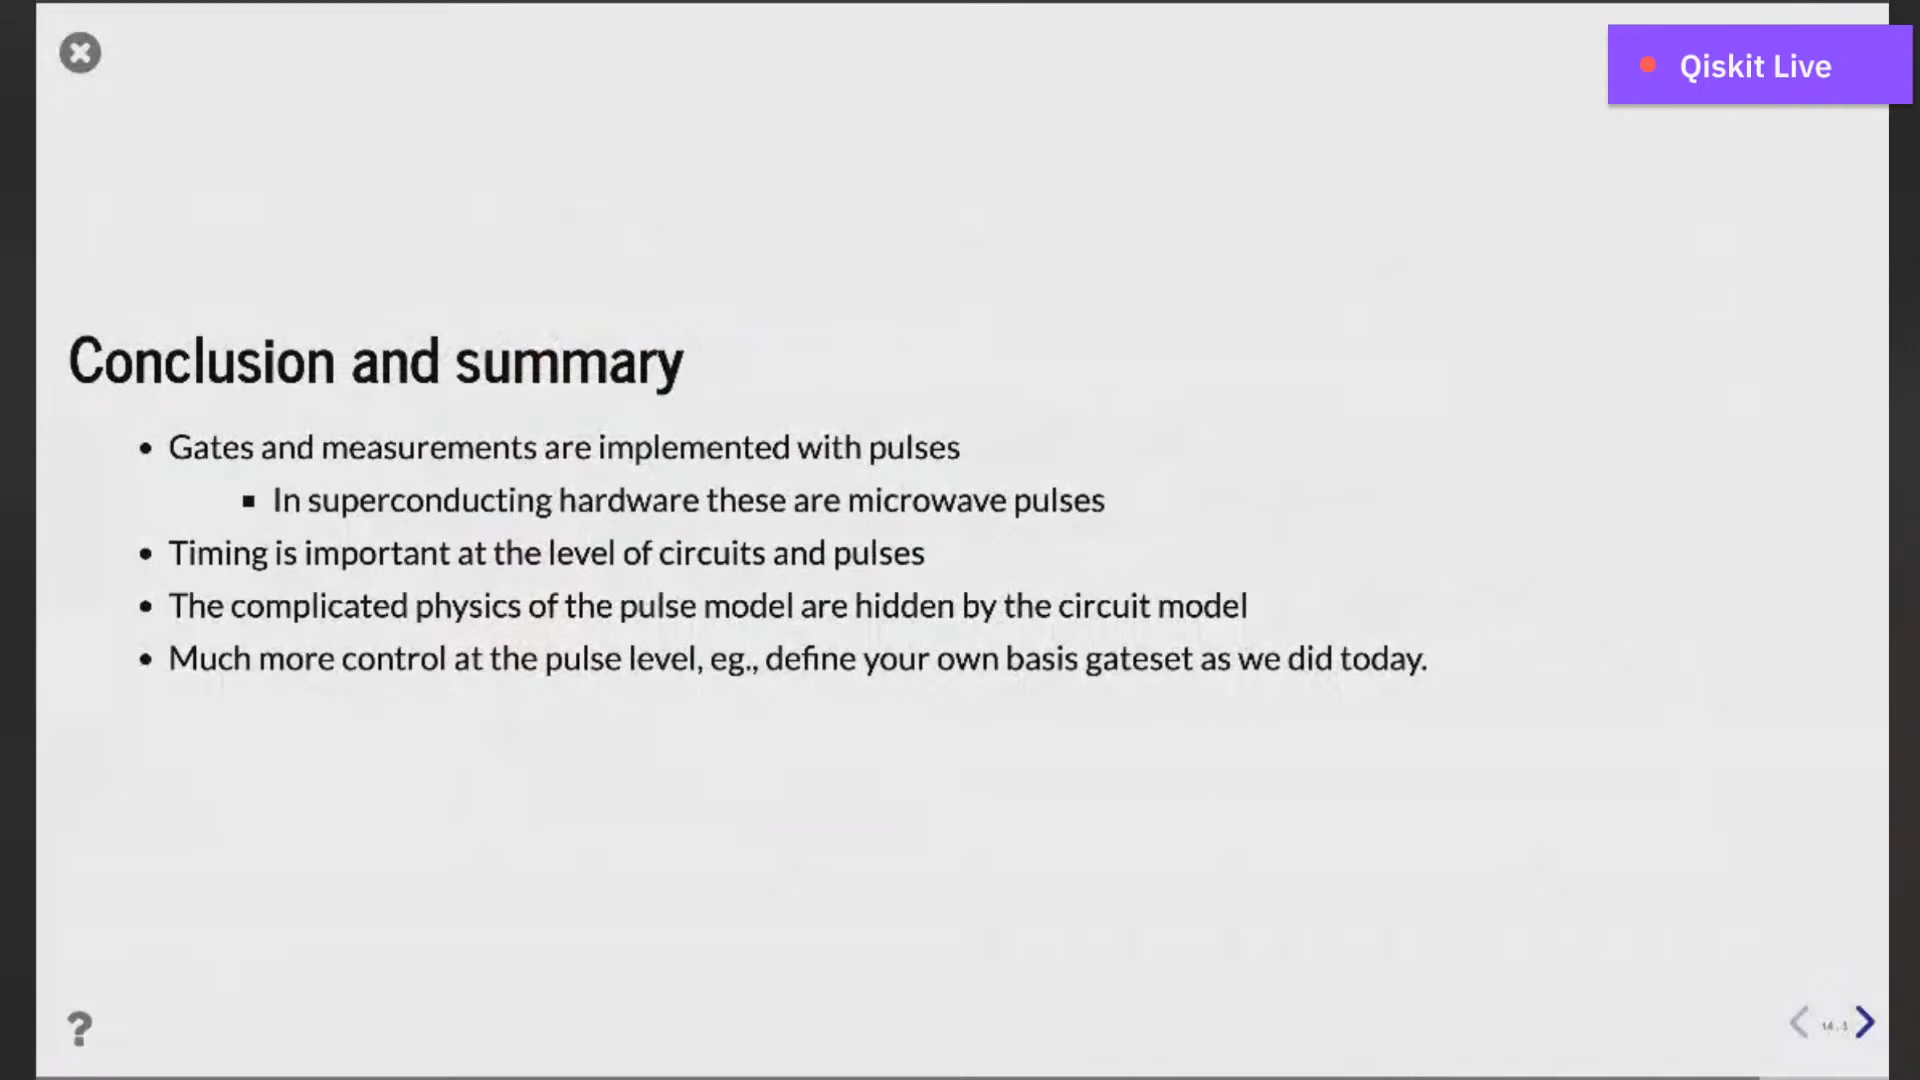 Qiskit Live
Conclusion and summary
• Gates and measurements are implemented with pulses
▪ In superconducting hardware these are microwave pulses
• Timing is important at the level of circuits and pulses
• The complicated physics of the pulse model are hidden by the circuit model
• Much more control at the pulse level, eg., define your own basis gateset as we did today.
?